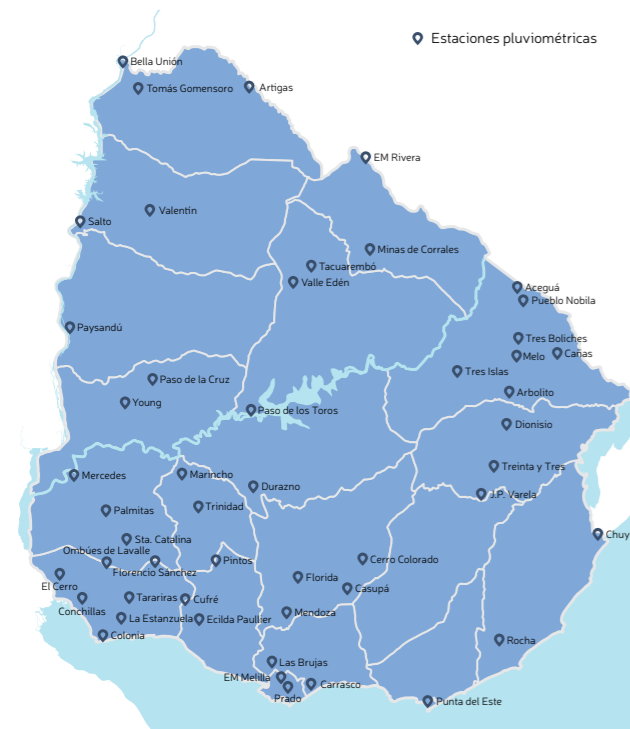 Estaciones pluviométricas
Bella Unión
Tomás Gomensoro
Artigas
EM Rivera
Valentín
Salto
Minas de Corrales
Tacuarembó
Valle Edén
Aceguá
Pueblo Nobila
Paysandú
Tres Boliches
Melo
Cañas
Tres Islas
Paso de la Cruz
Arbolito
Young
Paso de los Toros
Dionisio
Treinta y Tres
Mercedes
Marincho
Durazno
J.P. Varela
Palmitas
Trinidad
Chuy
Sta. Catalina
Ombúes de Lavalle
Pintos
Cerro Colorado
Florencio Sánchez
El Cerro
Florida
Casupá
Conchillas
Tarariras
Cufré
Mendoza
La Estanzuela
Ecilda Paullier
Colonia
Rocha
Las Brujas
EM Melilla
Carrasco
Prado
Punta del Este